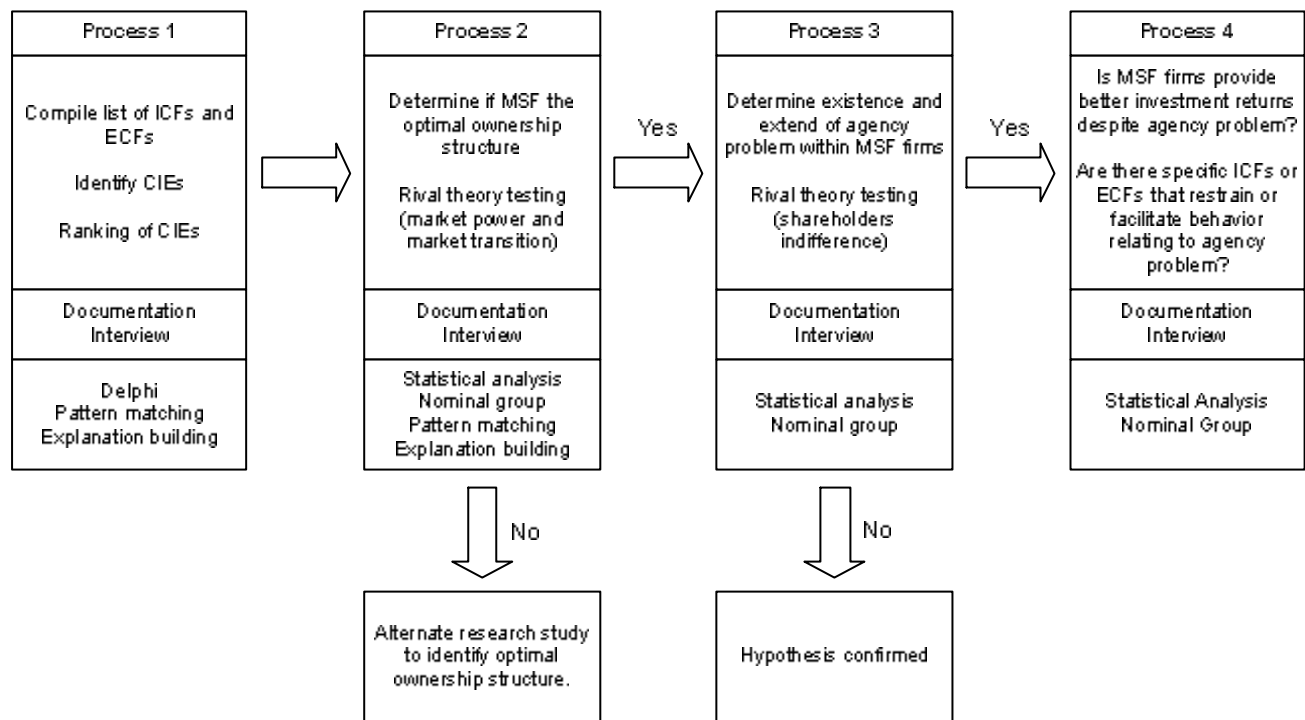 Process 1
Compile list of ICFs and
ECFs
Identify CIEs
Ranking of CIEs
Documentation
Interview
Delphi
Pattern matching
Explanation building
Process 2
Determine if MSF the
optimal ownership
structure
Rival theory testing
(market power and
market transition)
Documentation
Interview
Statistical analysis
Nominal group
Pattern matching
Explanation building
Yes
No
Alternate research study
to identify optimal
ownership structure.
Process 3
Determine existence and
extend of agency
problem within MSF firms
Rival theory testing
(shareholders
indifference)
Documentation
Interview
Statistical analysis
Nominal group
Yes
No
Hypothesis confirmed
Process 4
Is MSF firms provide
better investment returns
despite agency problem?
Are there specific ICFs or
ECFs that restrain or
facilitate behavior
relating to agency
problem?
Documentation
Interview
Statistical Analysis
Nominal Group